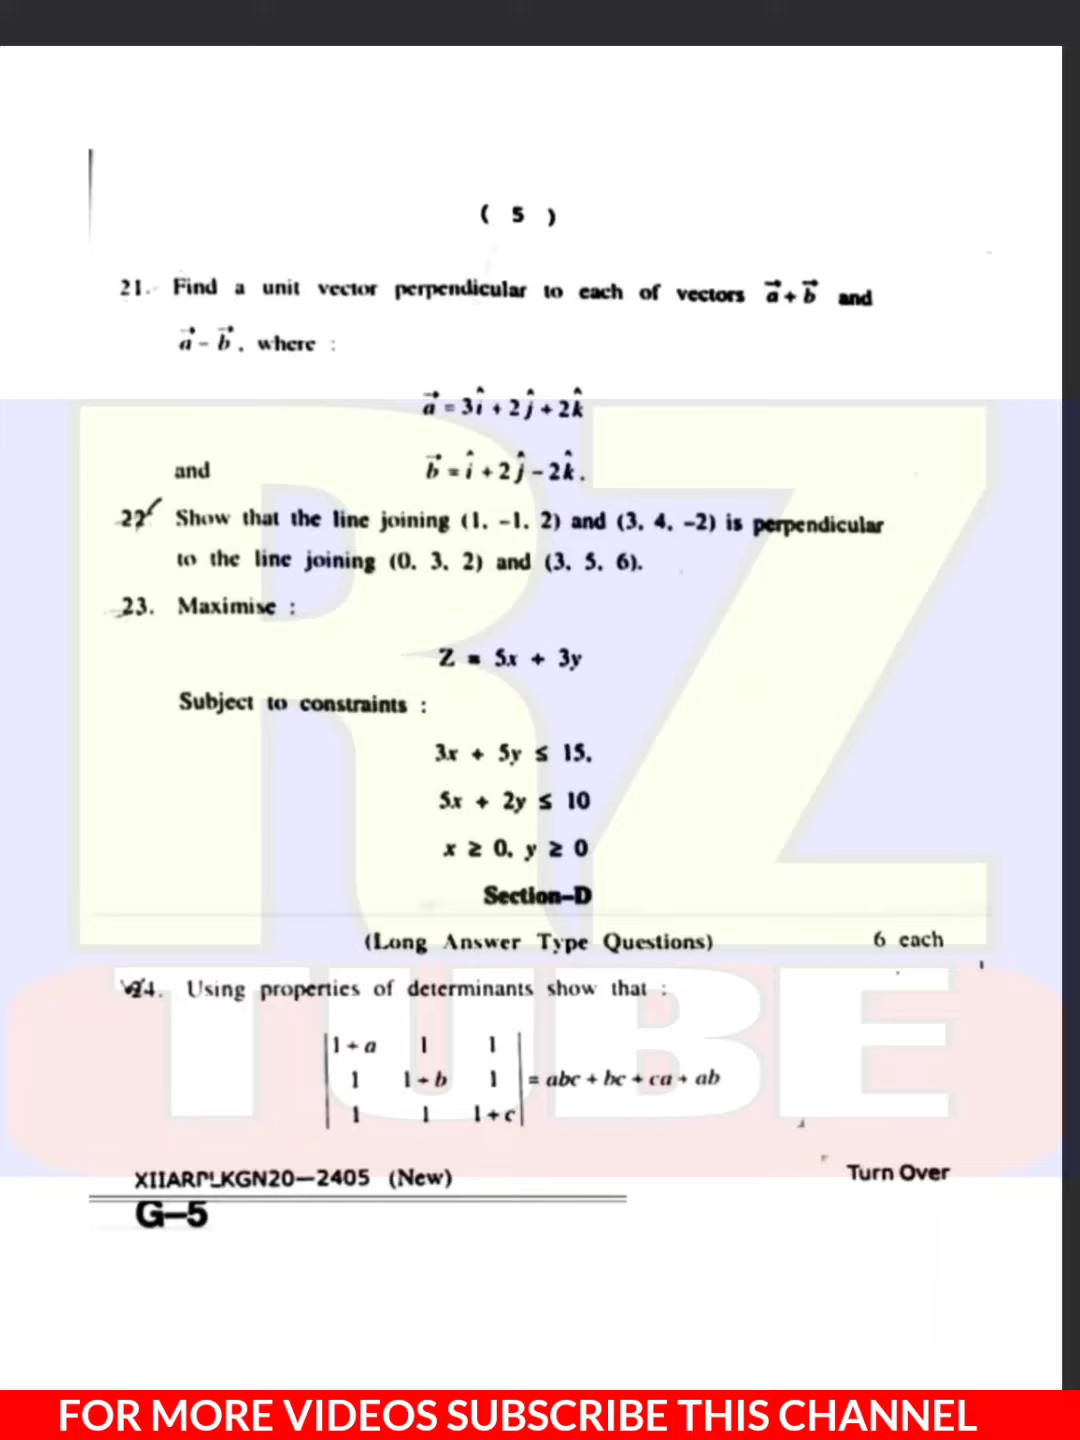 ( 5 )
21. Find a unit vector perpendicular to each of vectors a⃗ + b⃗ and
a⃗ – b⃗, where :
a⃗ = 3î + 2ĵ + 2k̂
and b⃗ = î + 2ĵ – 2k̂.
22. Show that the line joining (1, –1, 2) and (3, 4, –2) is perpendicular
to the line joining (0, 3, 2) and (3, 5, 6).
23. Maximise :
Z = 5x + 3y
Subject to constraints :
3x + 5y ≤ 15,
5x + 2y ≤ 10
x ≥ 0, y ≥ 0
Section–D
(Long Answer Type Questions) 6 each
24. Using properties of determinants show that :
1 + a 1 1
1 1 + b 1 = abc + bc + ca + ab
1 1 1 + c
XIIARPLKGN20—2405 (New) Turn Over
G–5
RZ
TUBE
FOR MORE VIDEOS SUBSCRIBE THIS CHANNEL